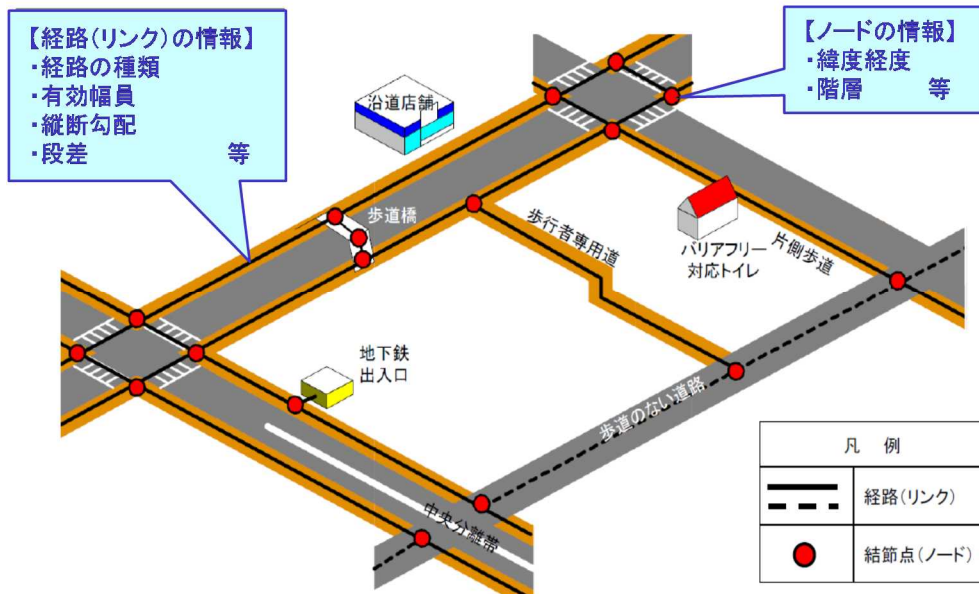 【経路(リンク)の情報】
・経路の種類
・有効幅員
・縦断勾配
・段差 等
【ノードの情報】
・緯度経度
・階層 等
沿道店舗
歩道橋
歩行者専用道
バリアフリー
対応トイレ
片側歩道
地下鉄
出入口
歩道のない道路
中央分離帯
凡 例
経路(リンク)
結節点(ノード)